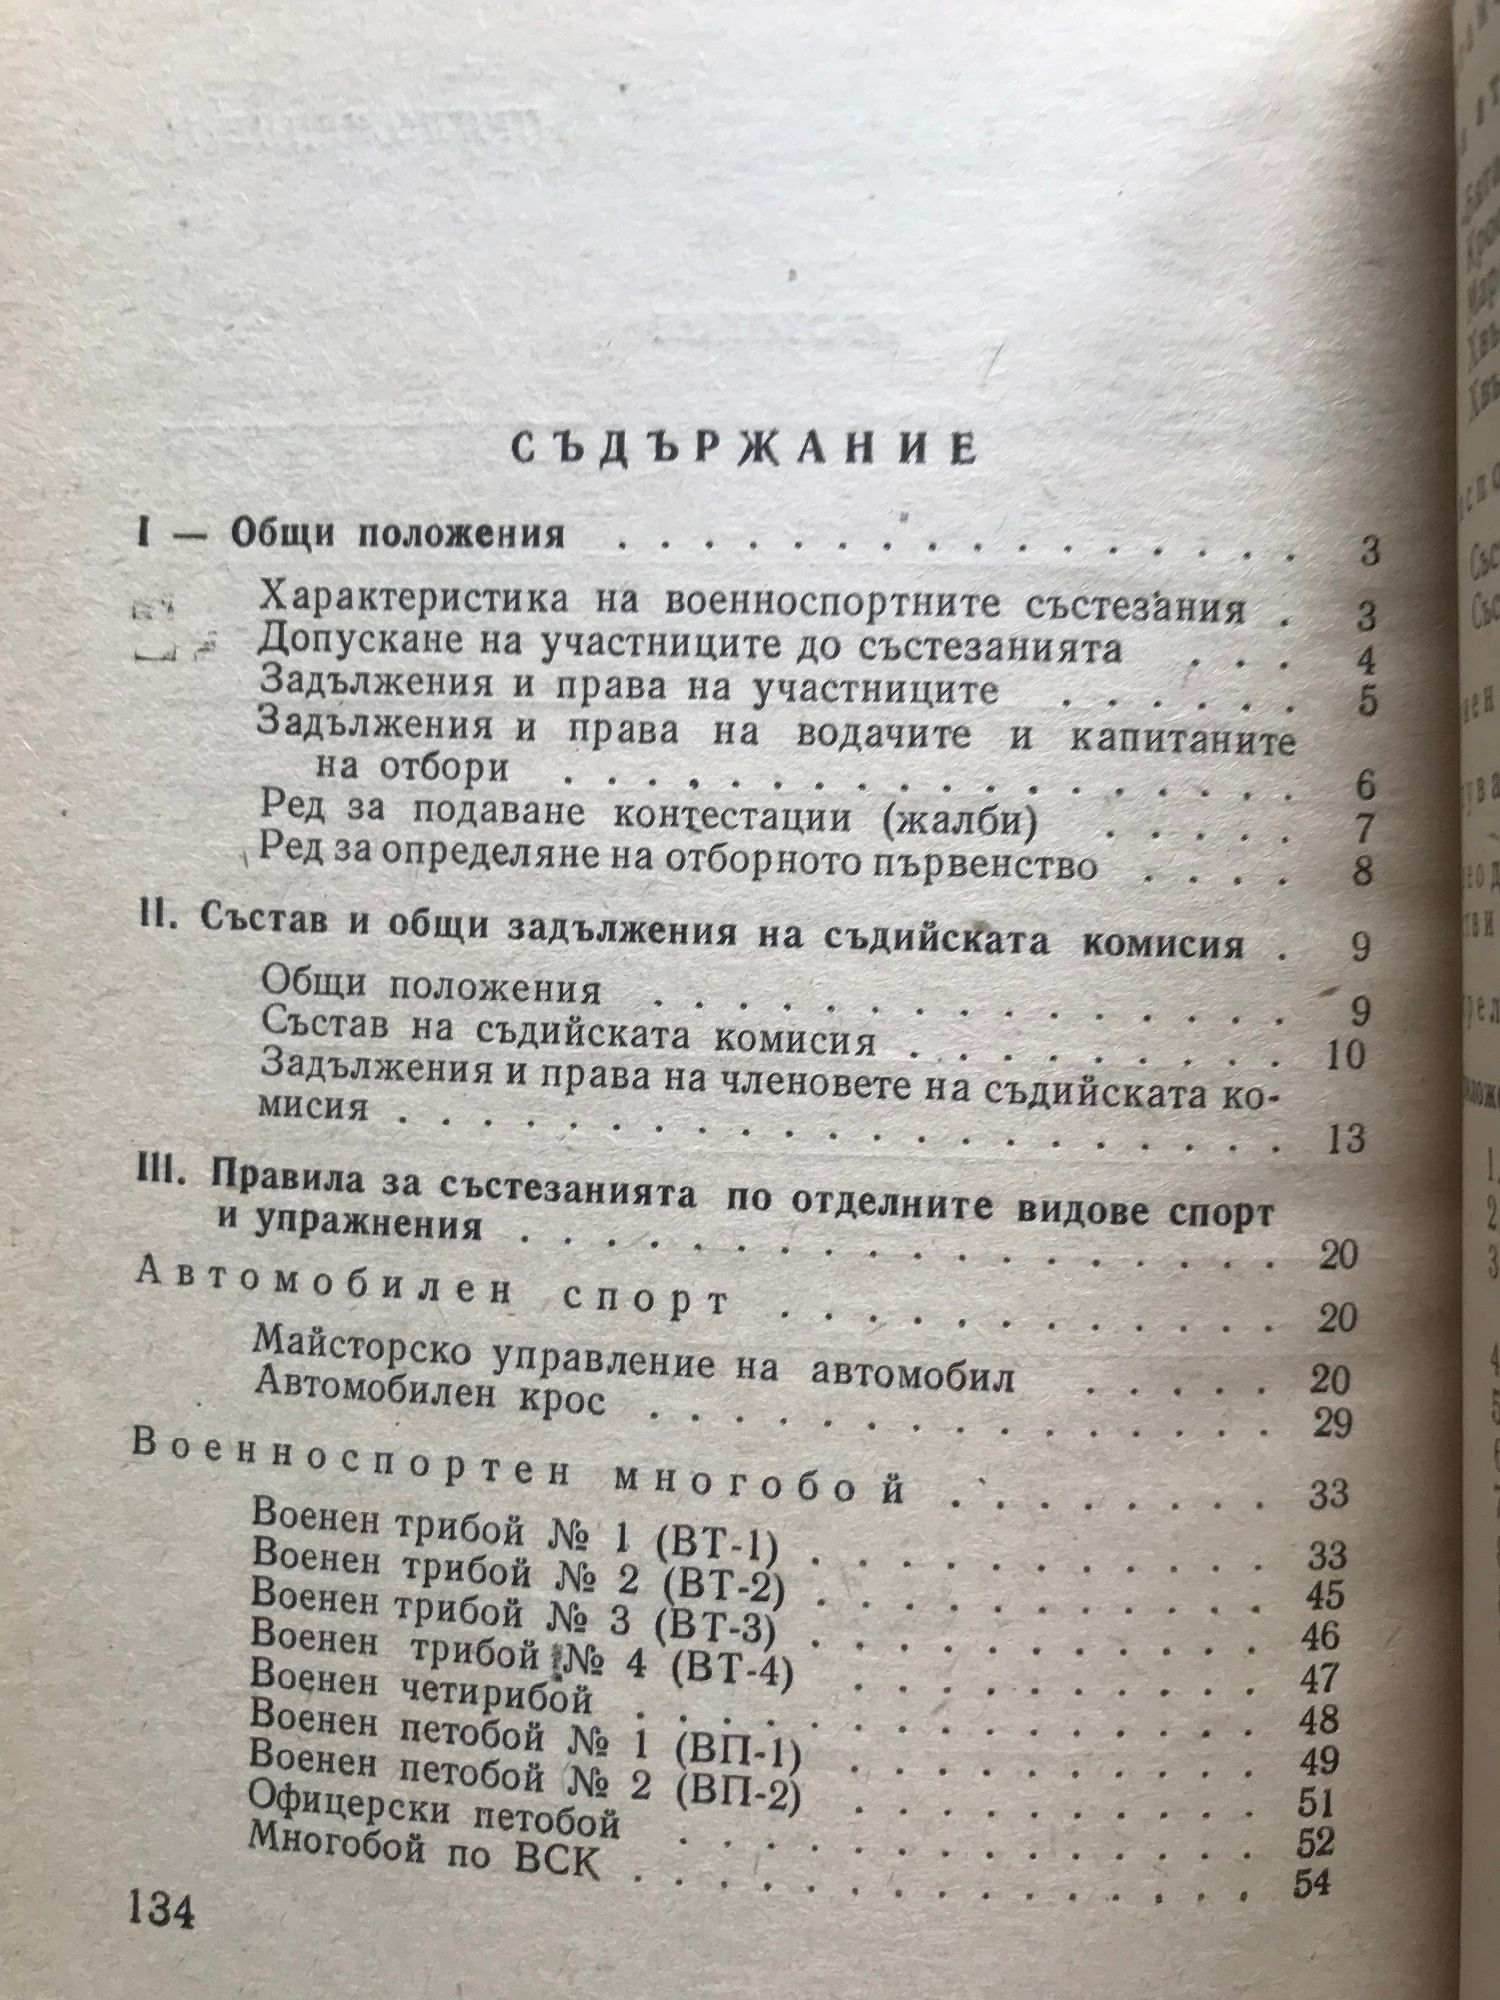 СЪДЪРЖАНИЕ
I — Общи положения . . . . . . . . . . . . . . . . 3
Характеристика на военноспортните състезания . 3
Допускане на участниците до състезанията . . . 4
Задължения и права на участниците . . . . . . 5
Задължения и права на водачите и капитаните
на отбори . . . . . . . . . . . . . . . . . . 6
Ред за подаване контестации (жалби) . . . . . 7
Ред за определяне на отборното първенство . . . . 8
II. Състав и общи задължения на съдийската комисия . 9
Общи положения . . . . . . . . . . . . . . . 9
Състав на съдийската комисия . . . . . . . . . 10
Задължения и права на членовете на съдийската ко-
мисия . . . . . . . . . . . . . . . . . . . . . 13
III. Правила за състезанията по отделните видове спорт
и упражнения . . . . . . . . . . . . . . . . . . 20
Автомобилен спорт . . . . . . . . . . . . 20
Майсторско управление на автомобил . . . . . 20
Автомобилен крос . . . . . . . . . . . . . . . 29
Военноспортен многобой . . . . . . . . 33
Военен трибой № 1 (ВТ-1) . . . . . . . . . . . 33
Военен трибой № 2 (ВТ-2) . . . . . . . . . . . 45
Военен трибой № 3 (ВТ-3) . . . . . . . . . . . 46
Военен трибой № 4 (ВТ-4) . . . . . . . . . . 47
Военен четирибой . . . . . . . . . . . . . . . 48
Военен петобой № 1 (ВП-1) . . . . . . . . . . 49
Военен петобой № 2 (ВП-2) . . . . . . . . . . 51
Офицерски петобой . . . . . . . . . . . . . . 52
Многобой по ВСК . . . . . . . . . . . . . . . 54
134